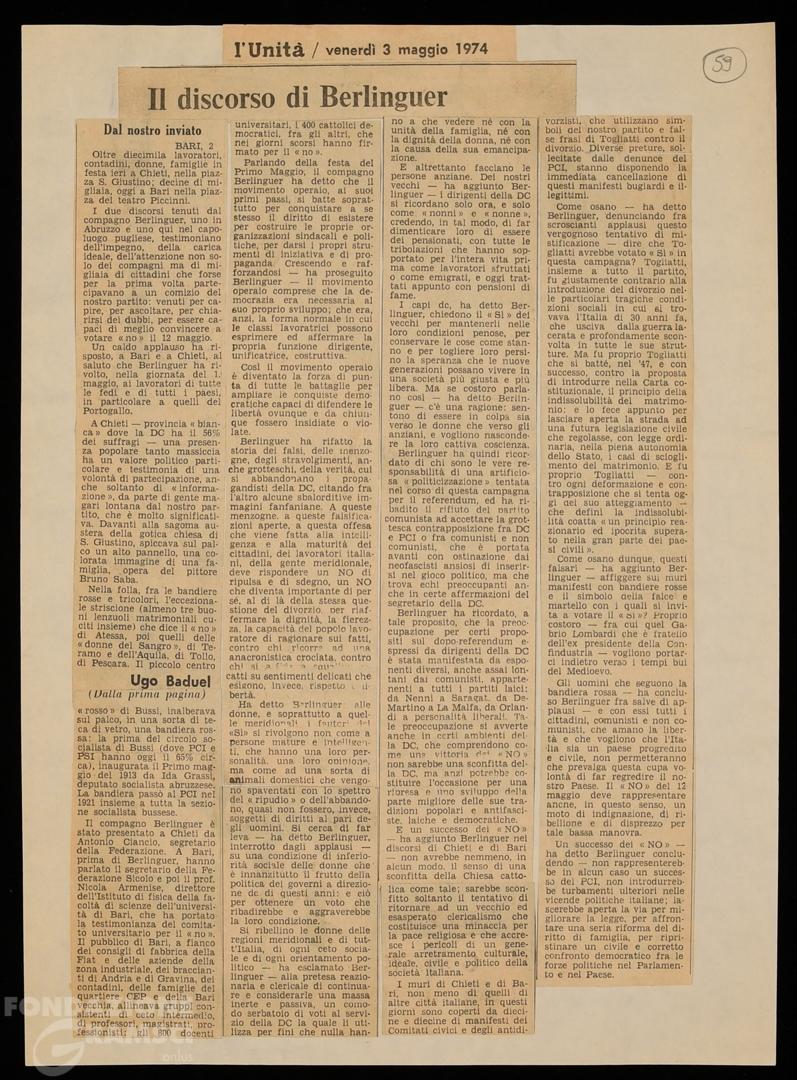 l'Unità / venerdì 3 maggio 1974
59
Il discorso di Berlinguer
Dal nostro inviato
BARI, 2
Oltre diecimila lavoratori,
contadini, donne, famiglie in
festa ieri a Chieti, nella piaz-
za S. Giustino; decine di mi-
gliaia, oggi a Bari nella piaz-
za del teatro Piccinni.
I due discorsi tenuti dal
compagno Berlinguer, uno in
Abruzzo e uno qui nel capo-
luogo pugliese, testimoniano
dell'impegno, della carica
ideale, dell'attenzione non so-
lo dei compagni ma di mi-
gliaia di cittadini che forse
per la prima volta parte-
cipavano a un comizio del
nostro partito: venuti per ca-
pire, per ascoltare, per chia-
rirsi dei dubbi, per essere ca-
paci di meglio convincere a
votare «no» il 12 maggio.
Un caldo applauso ha ri-
sposto, a Bari e a Chieti, al
saluto che Berlinguer ha ri-
volto, nella giornata del 1.
maggio, ai lavoratori di tutte
le fedi e di tutti i paesi,
in particolare a quelli del
Portogallo.
A Chieti — provincia «bian-
ca» dove la DC ha il 56%
dei suffragi — una presen-
za popolare tanto massiccia
ha un valore politico parti-
colare e testimonia di una
volontà di partecipazione, an-
che soltanto di «informa-
zione», da parte di gente ma-
gari lontana dal nostro par-
tito, che è molto significati-
va. Davanti alla sagoma au-
stera della gotica chiesa di
S. Giustino, spiccava sul pal-
co un alto pannello, una co-
lorata immagine di una fa-
miglia, opera del pittore
Bruno Saba.
Nella folla, fra le bandiere
rosse e tricolori, l'ecceziona-
le striscione (almeno tre buo-
ni lenzuoli matrimoniali cu-
citi insieme) che dice il «no»
di Atessa, poi quelli delle
«donne del Sangro», di Te-
ramo e dell'Aquila, di Tollo,
di Pescara. Il piccolo centro
Ugo Baduel
(Dalla prima pagina)
«rosso» di Bussi, inalberava
sul palco, in una sorta di te-
ca di vetro, una bandiera ros-
sa: la prima del circolo so-
cialista di Bussi (dove PCI e
PSI hanno oggi il 65% cir-
ca), inaugurata il Primo mag-
gio del 1913 da Ida Grassi,
deputato socialista abruzzese.
La bandiera passò al PCI nel
1921 insieme a tutta la sezio-
ne socialista bussese.
Il compagno Berlinguer è
stato presentato a Chieti da
Antonio Ciancio, segretario
della Federazione. A Bari,
prima di Berlinguer, hanno
parlato il segretario della Fe-
derazione Sicolo e poi il prof.
Nicola Armenise, direttore
dell'Istituto di fisica della fa-
coltà di scienze dell'universi-
tà di Bari, che ha portato
la testimonianza del comita-
to universitario per il «no».
Il pubblico di Bari, a fianco
dei consigli di fabbrica della
Fiat e delle aziende della
zona industriale, dei braccian-
ti di Andria e di Gravina, dei
contadini, delle famiglie del
quartiere CEP e della Bari
vecchia, allineava gruppi con-
sistenti di ceto intermedio,
di professori, magistrati, pro-
fessionisti: gli 800 docenti
universitari, i 400 cattolici de-
mocratici, fra gli altri, che
nei giorni scorsi hanno fir-
mato per il «no».
Parlando della festa del
Primo Maggio, il compagno
Berlinguer ha detto che il
movimento operaio, ai suoi
primi passi, si batte soprat-
tutto per conquistare a se
stesso il diritto di esistere
per costruire le proprie or-
ganizzazioni sindacali e poli-
tiche, per darsi i propri stru-
menti di iniziativa e di pro-
paganda. Crescendo e raf-
forzandosi — ha proseguito
Berlinguer — il movimento
operaio comprese che la de-
mocrazia era necessaria al
suo proprio sviluppo; che era,
anzi, la forma normale in cui
le classi lavoratrici possono
esprimere ed affermare la
propria funzione dirigente,
unificatrice, costruttiva.
Così il movimento operaio
è diventato la forza di pun-
ta di tutte le battaglie per
ampliare le conquiste demo-
cratiche capaci di difendere le
libertà ovunque e da chiun-
que fossero insidiate o vio-
late.
Berlinguer ha rifatto la
storia dei falsi, delle menzo-
gne, degli stravolgimenti, an-
che grotteschi, della verità, cui
si abbandonano i propa-
gandisti della DC, citando fra
l'altro alcune sbalorditive im-
magini fanfaniane. A queste
menzogne, a queste falsifica-
zioni aperte, a questa offesa
che viene fatta alla intelli-
genza e alla maturità dei
cittadini, dei lavoratori italia-
ni, della gente meridionale,
deve rispondere un NO di
ripulsa e di sdegno, un NO
che diventa importante di per
sé, al di là della stessa que-
stione del divorzio, per riaf-
fermare la dignità, la fierez-
za, la capacità del popolo lavo-
ratore di ragionare sui fatti,
contro chi ricorre ad una
anacronistica crociata, contro
chi
catti su sentimenti delicati che
esigono, invece, rispetto e li-
bertà.
Ha detto Berlinguer alle
donne, e soprattutto a quel-
le meridionali, i fautori del
«Sì» si rivolgono non come a
persone mature e intelligen-
ti, che hanno una loro per-
sonalità, una loro opinione,
ma come ad una sorta di
animali domestici che vengo-
no spaventati con lo spettro
del «ripudio» o dell'abbando-
no, quasi non fossero, invece,
soggetti di diritti al pari de-
gli uomini. Si cerca di far
leva — ha detto Berlinguer,
interrotto dagli applausi —
su una condizione di inferio-
rità sociale delle donne che
è innanzitutto il frutto della
politica dei governi a direzio-
ne dc di questi anni: e ciò
per ottenere un voto che
ribadirebbe e aggraverebbe
la loro condizione.
Si ribellino le donne delle
regioni meridionali e di tut-
t'Italia, di ogni ceto socia-
le e di ogni orientamento po-
litico — ha esclamato Ber-
linguer — alla pretesa reazio-
naria e clericale di continua-
re a considerarle una massa
inerte e passiva, un como-
do serbatoio di voti al servi-
zio della DC la quale li uti-
lizza per fini che nulla han-
no a che vedere né con la
unità della famiglia, né con
la dignità della donna, né con
la causa della sua emancipa-
zione.
E altrettanto facciano le
persone anziane. Dei nostri
vecchi — ha aggiunto Ber-
linguer — i dirigenti della DC
si ricordano solo ora, e solo
come «nonni» e «nonne»,
credendo, in tal modo, di far
dimenticare loro di essere
dei pensionati, con tutte le
tribolazioni che hanno sop-
portato per l'intera vita pri-
ma come lavoratori sfruttati
o come emigrati, e oggi trat-
tati appunto con pensioni di
fame.
I capi dc, ha detto Ber-
linguer, chiedono il «Sì» dei
vecchi per mantenerli nelle
loro condizioni penose, per
conservare le cose come stan-
no e per togliere loro persi-
no la speranza che le nuove
generazioni possano vivere in
una società più giusta e più
libera. Ma se costoro parla-
no così — ha detto Berlin-
guer — c'è una ragione: sen-
tono di essere in colpa sia
verso le donne che verso gli
anziani, e vogliono nasconde-
re la loro cattiva coscienza.
Berlinguer ha quindi ricor-
dato di chi sono le vere re-
sponsabilità di una artificio-
sa «politicizzazione» tentata
nel corso di questa campagna
per il referendum, ed ha ri-
badito il rifiuto del partito
comunista ad accettare la grot-
tesca contrapposizione fra DC
e PCI o fra comunisti e non
comunisti, che è portata
avanti con ostinazione dai
neofascisti ansiosi di inserir-
si nel gioco politico, ma che
trova echi preoccupanti an-
che in certe affermazioni del
segretario della DC.
Berlinguer ha ricordato, a
tale proposito, che la preoc-
cupazione per certi propo-
siti sul dopo-referendum e-
spressi da dirigenti della DC
è stata manifestata da espo-
nenti diversi, anche assai lon-
tani dai comunisti, apparte-
nenti a tutti i partiti laici:
da Nenni a Saragat, da De-
Martino a La Malfa, da Orlan-
di a personalità liberali. Ta-
le preoccupazione si avverte
anche in certi ambienti del-
la DC, che comprendono co-
me una vittoria del «NO»
non sarebbe una sconfitta del-
la DC, ma anzi potrebbe co-
stituire l'occasione per una
ripresa e uno sviluppo della
parte migliore delle sue tra-
dizioni popolari e antifasci-
ste, laiche e democratiche.
E un successo dei «NO»
— ha aggiunto Berlinguer nei
discorsi di Chieti e di Bari
— non avrebbe nemmeno, in
alcun modo, il senso di una
sconfitta della Chiesa catto-
lica come tale; sarebbe scon-
fitto soltanto il tentativo di
ritornare ad un vecchio ed
esasperato clericalismo che
costituisce una minaccia per
la pace religiosa e che accre-
sce i pericoli di un gene-
rale arretramento culturale,
ideale, civile e politico della
società italiana.
I muri di Chieti e di Ba-
ri, non meno di quelli di
altre città italiane, in questi
giorni sono coperti da dieci-
ne e diecine di manifesti dei
Comitati civici e degli antidi-
vorzisti, che utilizzano sim-
boli del nostro partito e fal-
se frasi di Togliatti contro il
divorzio. Diverse preture, sol-
lecitate dalle denunce del
PCI, stanno disponendo la
immediata cancellazione di
questi manifesti bugiardi e il-
legittimi.
Come osano — ha detto
Berlinguer, denunciando fra
scroscianti applausi questo
vergognoso tentativo di mi-
stificazione — dire che To-
gliatti avrebbe votato «Sì» in
questa campagna? Togliatti,
insieme a tutto il partito,
fu giustamente contrario alla
introduzione del divorzio nel-
le particolari tragiche condi-
zioni sociali in cui si tro-
vava l'Italia di 30 anni fa,
che usciva dalla guerra la-
cerata e profondamente scon-
volta in tutte le sue strut-
ture. Ma fu proprio Togliatti
che si batté, nel '47, e con
successo, contro la proposta
di introdurre nella Carta co-
stituzionale, il principio della
indissolubilità del matrimo-
nio: e lo fece appunto per
lasciare aperta la strada ad
una futura legislazione civile
che regolasse, con legge ordi-
naria, nella piena autonomia
dello Stato, i casi di sciogli-
mento del matrimonio. E fu
proprio Togliatti — con-
tro ogni deformazione e con-
trapposizione che si tenta og-
gi nel suo atteggiamento —
che definì la indissolubi-
lità coatta «un principio rea-
zionario ed ipocrita supera-
to nella gran parte dei pae-
si civili».
Come osano dunque, questi
falsari — ha aggiunto Ber-
linguer — affiggere sui muri
manifesti con bandiere rosse
e il simbolo della falce e
martello con i quali si invi-
ta a votare il «sì»? Proprio
costoro — fra cui quel Ga-
brio Lombardi che è fratello
dell'ex presidente della Con-
findustria — vogliono portar-
ci indietro verso i tempi bui
del Medioevo.
Gli uomini che seguono la
bandiera rossa — ha conclu-
so Berlinguer fra salve di ap-
plausi — e con essi tutti i
cittadini, comunisti e non co-
munisti, che amano la liber-
tà e che vogliono che l'Ita-
lia sia un paese progredito
e civile, non permetteranno
che prevalga questa cupa vo-
lontà di far regredire il no-
stro Paese. Il «NO» del 12
maggio deve rappresentare
anche, in questo senso, un
moto di indignazione, di ri-
bellione e di disprezzo per
tale bassa manovra.
Un successo dei «NO» —
ha detto Berlinguer conclu-
dendo — non rappresentereb-
be in alcun caso un succes-
so del PCI, non introdurreb-
be turbamenti ulteriori nelle
vicende politiche italiane; la-
scerebbe aperta la via per mi-
gliorare la legge, per affron-
tare una seria riforma del di-
ritto di famiglia, per ripri-
stinare un civile e corretto
confronto democratico fra le
forze politiche nel Parlamen-
to e nel Paese.
FONDAZIONE
GRAMSCI
onlus